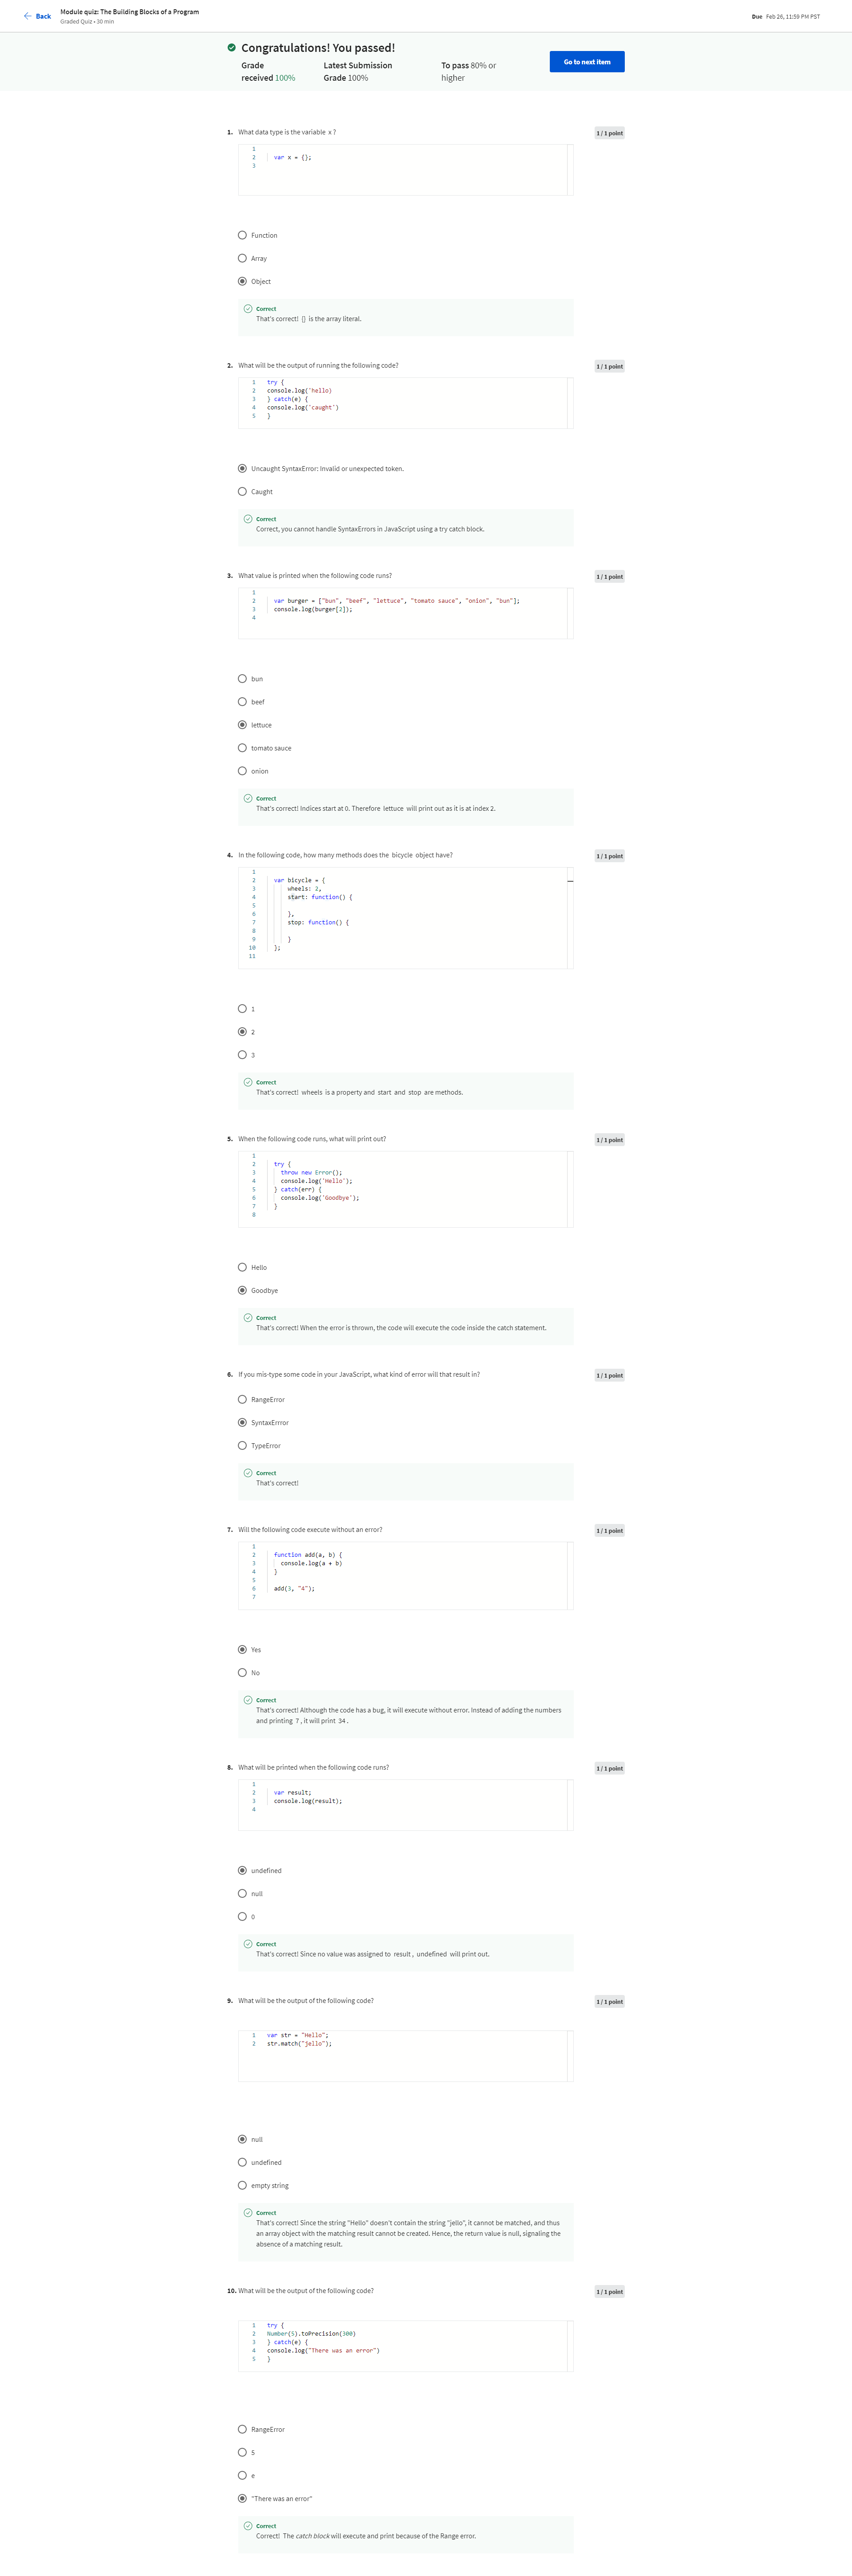 Back
Module quiz: The Building Blocks of a Program
Graded Quiz • 30 min
Due Feb 26, 11:59 PM PST
Congratulations! You passed!
Grade
received 100%
Latest Submission
Grade 100%
To pass 80% or
higher
Go to next item
1. What data type is the variable x ?
1 / 1 point
1
2 var x = {};
3
Function
Array
Object
Correct
That's correct! {} is the array literal.
2. What will be the output of running the following code?
1 / 1 point
1 try {
2 console.log('hello)
3 } catch(e) {
4 console.log('caught')
5 }
Uncaught SyntaxError: Invalid or unexpected token.
Caught
Correct
Correct, you cannot handle SyntaxErrors in JavaScript using a try catch block.
3. What value is printed when the following code runs?
1 / 1 point
1
2 var burger = ["bun", "beef", "lettuce", "tomato sauce", "onion", "bun"];
3 console.log(burger[2]);
4
bun
beef
lettuce
tomato sauce
onion
Correct
That's correct! Indices start at 0. Therefore lettuce will print out as it is at index 2.
4. In the following code, how many methods does the bicycle object have?
1 / 1 point
1
2 var bicycle = {
3 wheels: 2,
4 start: function() {
5
6 },
7 stop: function() {
8
9 }
10 };
11
1
2
3
Correct
That's correct! wheels is a property and start and stop are methods.
5. When the following code runs, what will print out?
1 / 1 point
1
2 try {
3 throw new Error();
4 console.log('Hello');
5 } catch(err) {
6 console.log('Goodbye');
7 }
8
Hello
Goodbye
Correct
That's correct! When the error is thrown, the code will execute the code inside the catch statement.
6. If you mis-type some code in your JavaScript, what kind of error will that result in?
1 / 1 point
RangeError
SyntaxErrror
TypeError
Correct
That's correct!
7. Will the following code execute without an error?
1 / 1 point
1
2 function add(a, b) {
3 console.log(a + b)
4 }
5
6 add(3, "4");
7
Yes
No
Correct
That's correct! Although the code has a bug, it will execute without error. Instead of adding the numbers
and printing 7 , it will print 34 .
8. What will be printed when the following code runs?
1 / 1 point
1
2 var result;
3 console.log(result);
4
undefined
null
0
Correct
That's correct! Since no value was assigned to result , undefined will print out.
9. What will be the output of the following code?
1 / 1 point
1 var str = "Hello";
2 str.match("jello");
null
undefined
empty string
Correct
That's correct! Since the string "Hello" doesn't contain the string "jello", it cannot be matched, and thus
an array object with the matching result cannot be created. Hence, the return value is null, signaling the
absence of a matching result.
10. What will be the output of the following code?
1 / 1 point
1 try {
2 Number(5).toPrecision(300)
3 } catch(e) {
4 console.log("There was an error")
5 }
RangeError
5
e
"There was an error"
Correct
Correct! The catch block will execute and print because of the Range error.